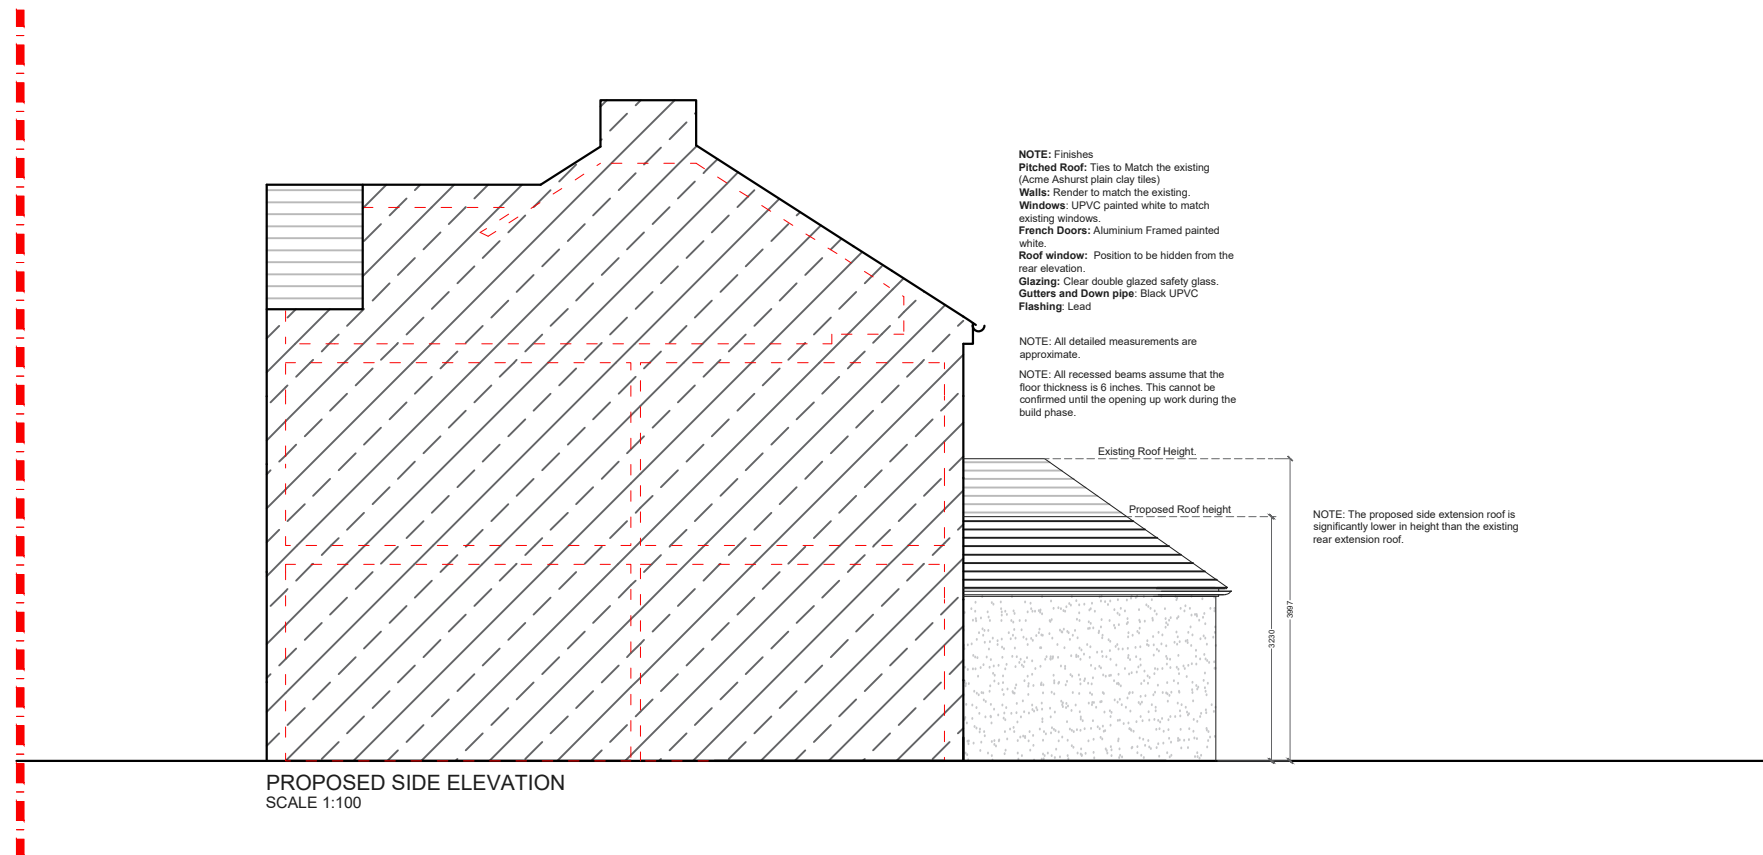 NOTE: Finishes
Pitched Roof: Ties to Match the existing
(Acme Ashurst plain clay tiles)
Walls: Render to match the existing.
Windows: UPVC painted white to match
existing windows.
French Doors: Aluminium Framed painted
white.
Roof window: Position to be hidden from the
rear elevation.
Glazing: Clear double glazed safety glass.
Gutters and Down pipe: Black UPVC
Flashing: Lead
NOTE: All detailed measurements are
approximate.
NOTE: All recessed beams assume that the
floor thickness is 6 inches. This cannot be
confirmed until the opening up work during the
build phase.
Existing Roof Height.
Proposed Roof height
NOTE: The proposed side extension roof is
significantly lower in height than the existing
rear extension roof.
3997
3230
PROPOSED SIDE ELEVATION
SCALE 1:100